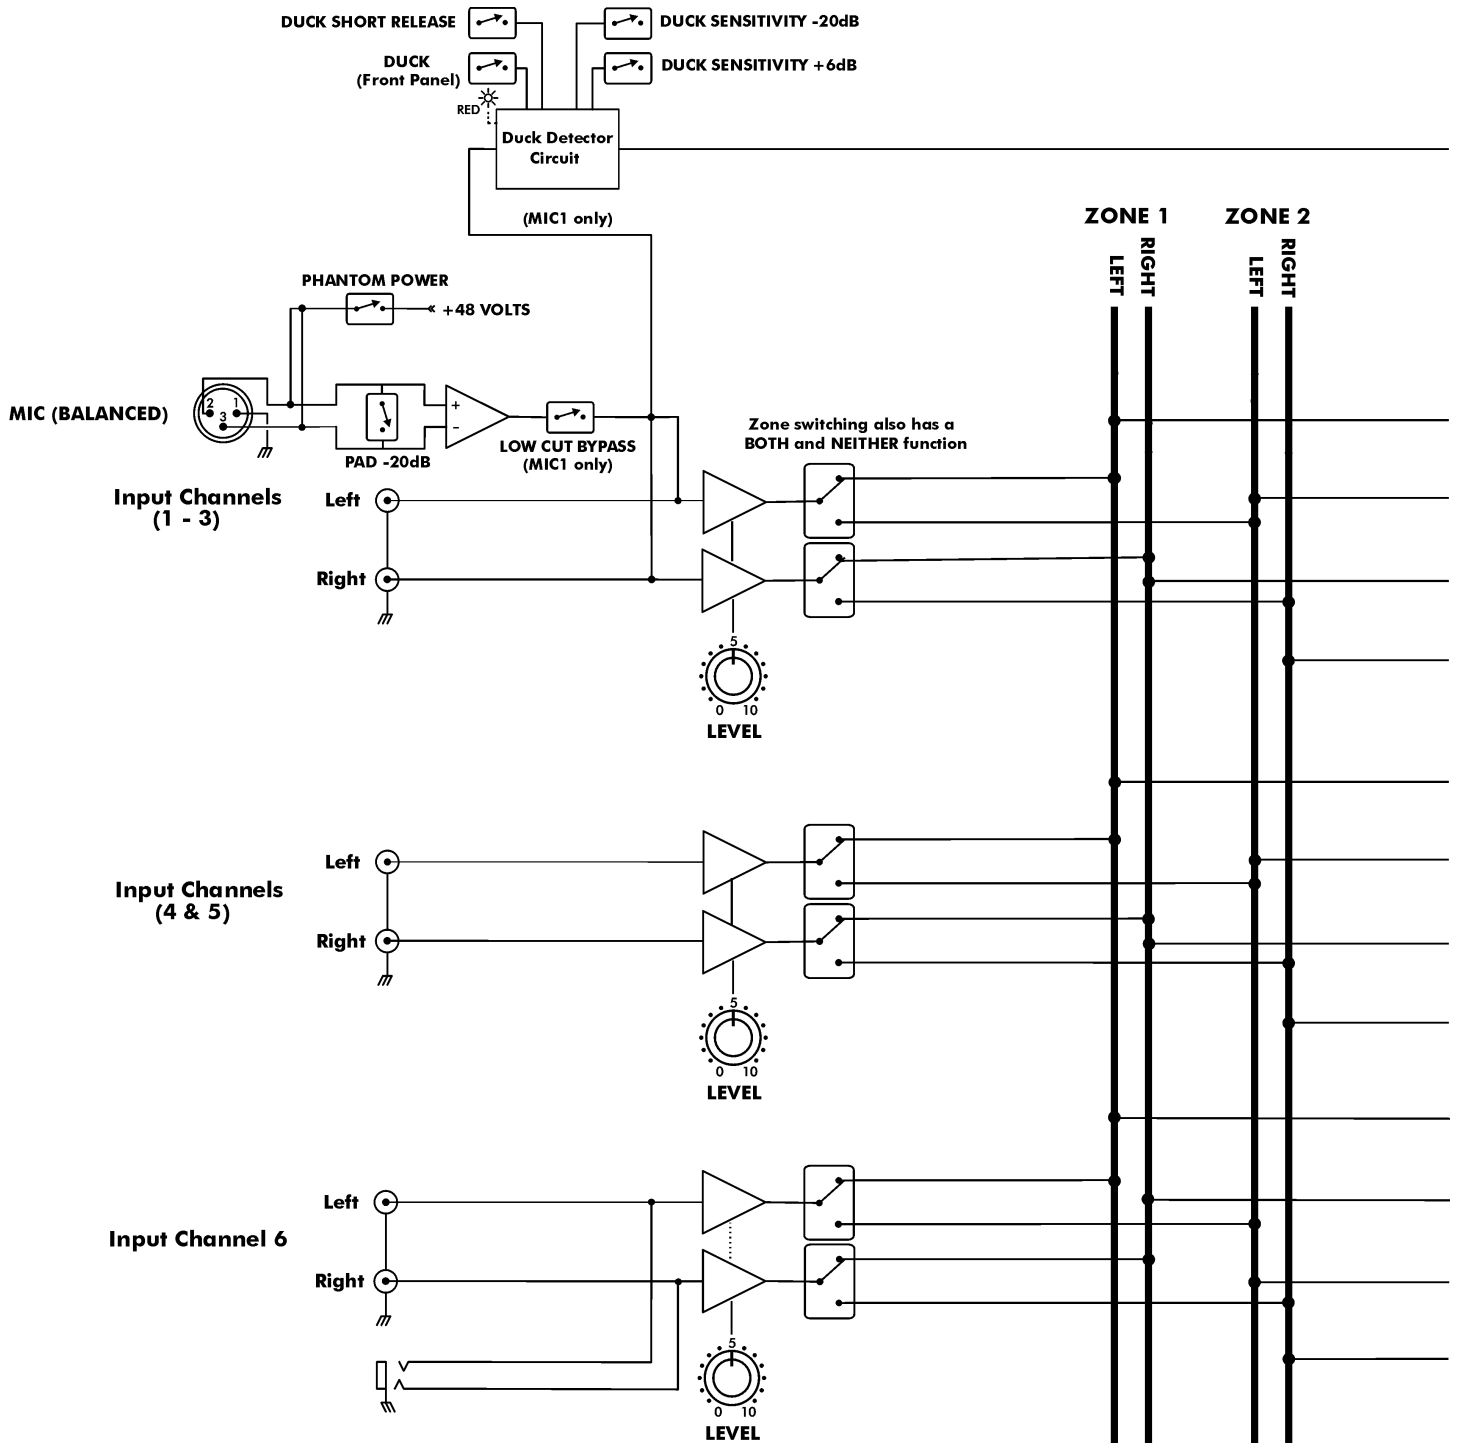 DUCK SHORT RELEASE
DUCK SENSITIVITY -20dB
DUCK
(Front Panel)
DUCK SENSITIVITY +6dB
RED
Duck Detector
Circuit
(MIC1 only)
ZONE 1
ZONE 2
LEFT
RIGHT
LEFT
RIGHT
PHANTOM POWER
+48 VOLTS
MIC (BALANCED)
2
1
3
+
-
PAD -20dB
LOW CUT BYPASS
(MIC1 only)
Zone switching also has a
BOTH and NEITHER function
Input Channels
(1 - 3)
Left
Right
5
0 10
LEVEL
Input Channels
(4 & 5)
Left
Right
5
0 10
LEVEL
Input Channel 6
Left
Right
5
0 10
LEVEL